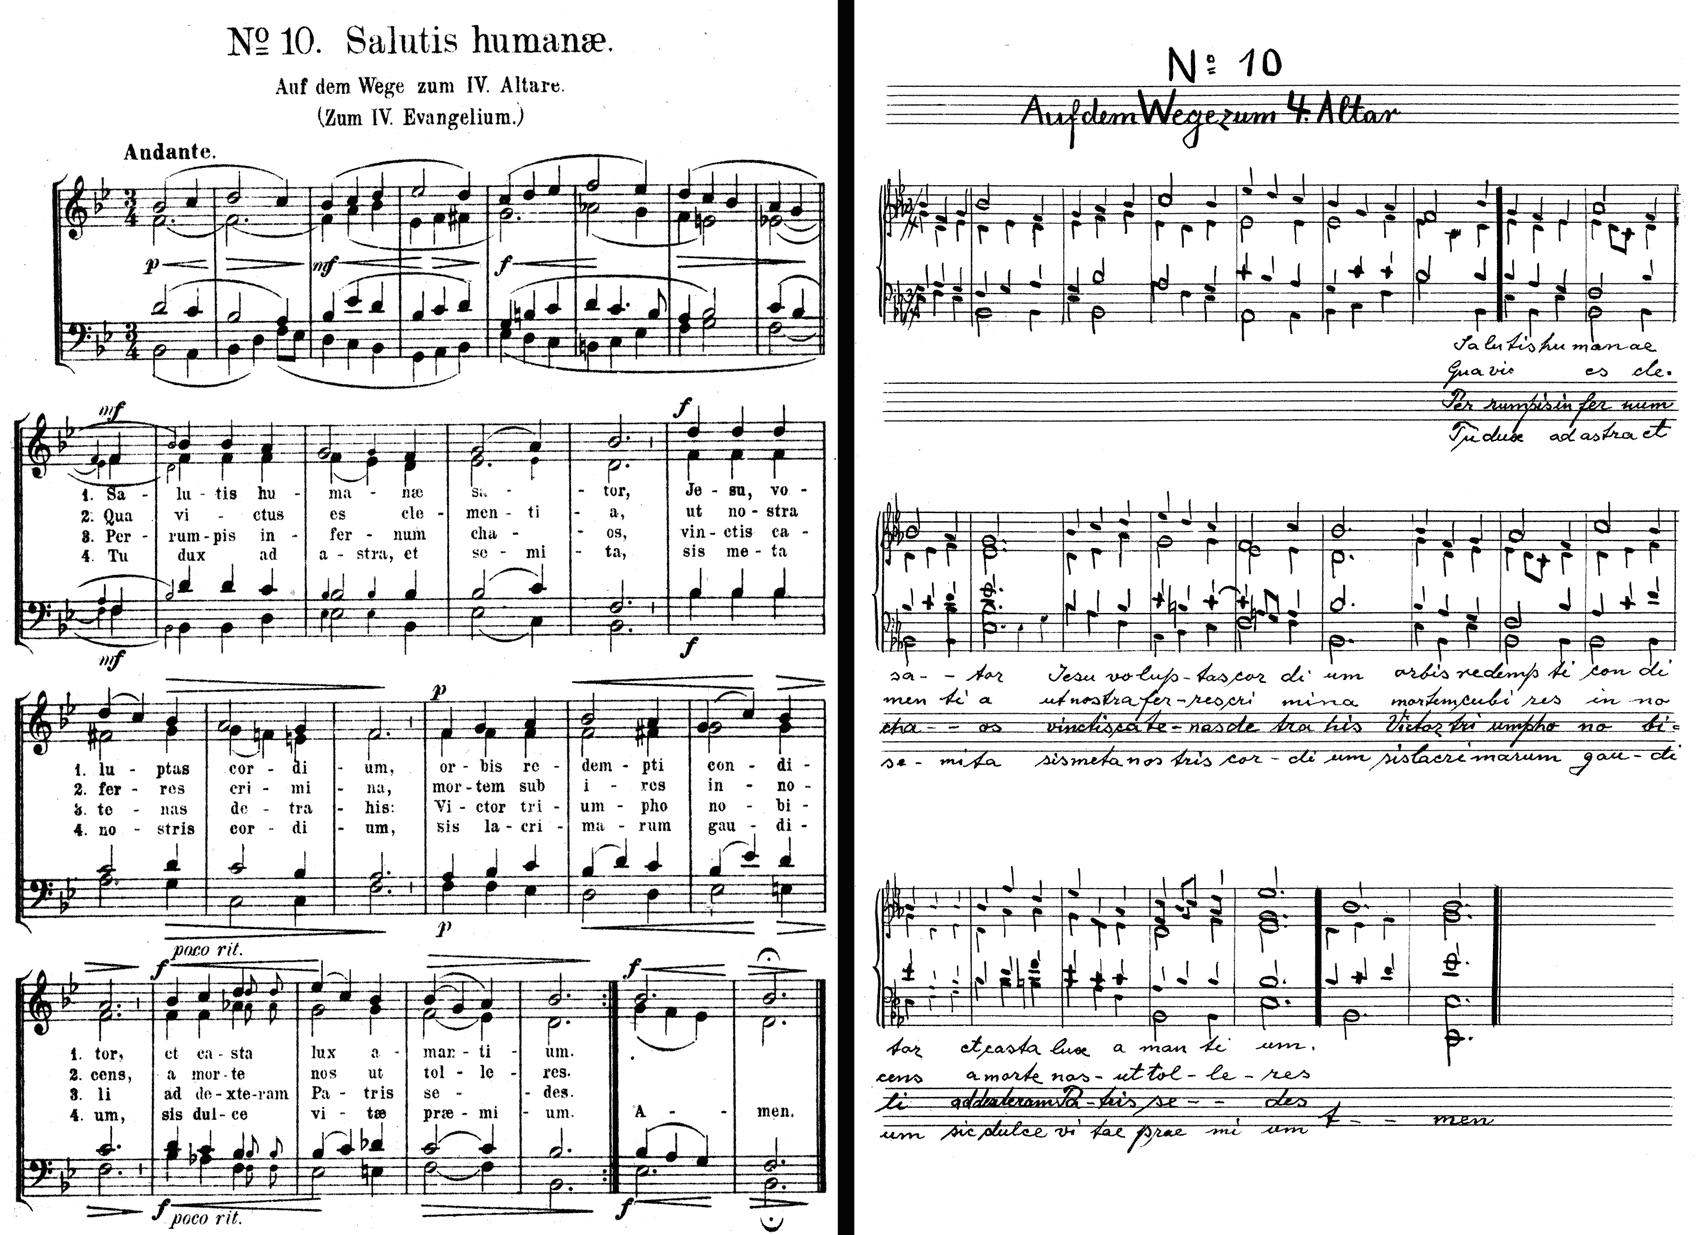 Nº 10. Salutis humanæ.
Auf dem Wege zum IV. Altare.
(Zum IV. Evangelium.)
Andante.
p mf f
mf f
1. Sa - lu - tis hu - ma - næ sa - - tor, Je - su, vo -
2. Qua vi - ctus es cle - men - ti - a, ut no - stra
3. Per - rum - pis in - fer - num cha - - os, vin - ctis ca -
4. Tu dux ad a - stra, et se - mi - ta, sis me - ta
mf f
p
1. lu - ptas cor - di - um, or - bis re - dem - pti con - di -
2. fer - res cri - mi - na, mor - tem sub i - res in - no -
3. te - nas de - tra - his: Vi - ctor tri - um - pho no - bi -
4. no - stris cor - di - um, sis la - cri - ma - rum gau - di -
p
poco rit.
f f
1. tor, et ca - sta lux a - man - ti - um.
2. cens, a mor - te nos ut tol - le - res.
3. li ad de - xte - ram Pa - tris se - - des.
4. um, sis dul - ce vi - tæ præ - mi - um. A - - men.
f poco rit. f
Nº 10
Auf dem Wege zum 4. Altar
Salutis humanae
Qua vic es cle.
Per rumpis in fer num
Tu dux ad astra et
sa - - tor Jesu volup - tas cor di um orbis redemp ti con di
men ti a ut nostra fer - res cri mina mortem cubi res in no
cha - - os vinctis cate - nas de tra his Victor tri umpho no bi -
se - mi ta sis meta nos tris cor - di um sis lacrimarum gau - di
tor et casta lux a man ti um.
cens a morte nos - ut tol - le - res
li ad dexteram Pa - tris se - - des
um sic dulce vi tae prae mi um t - - men